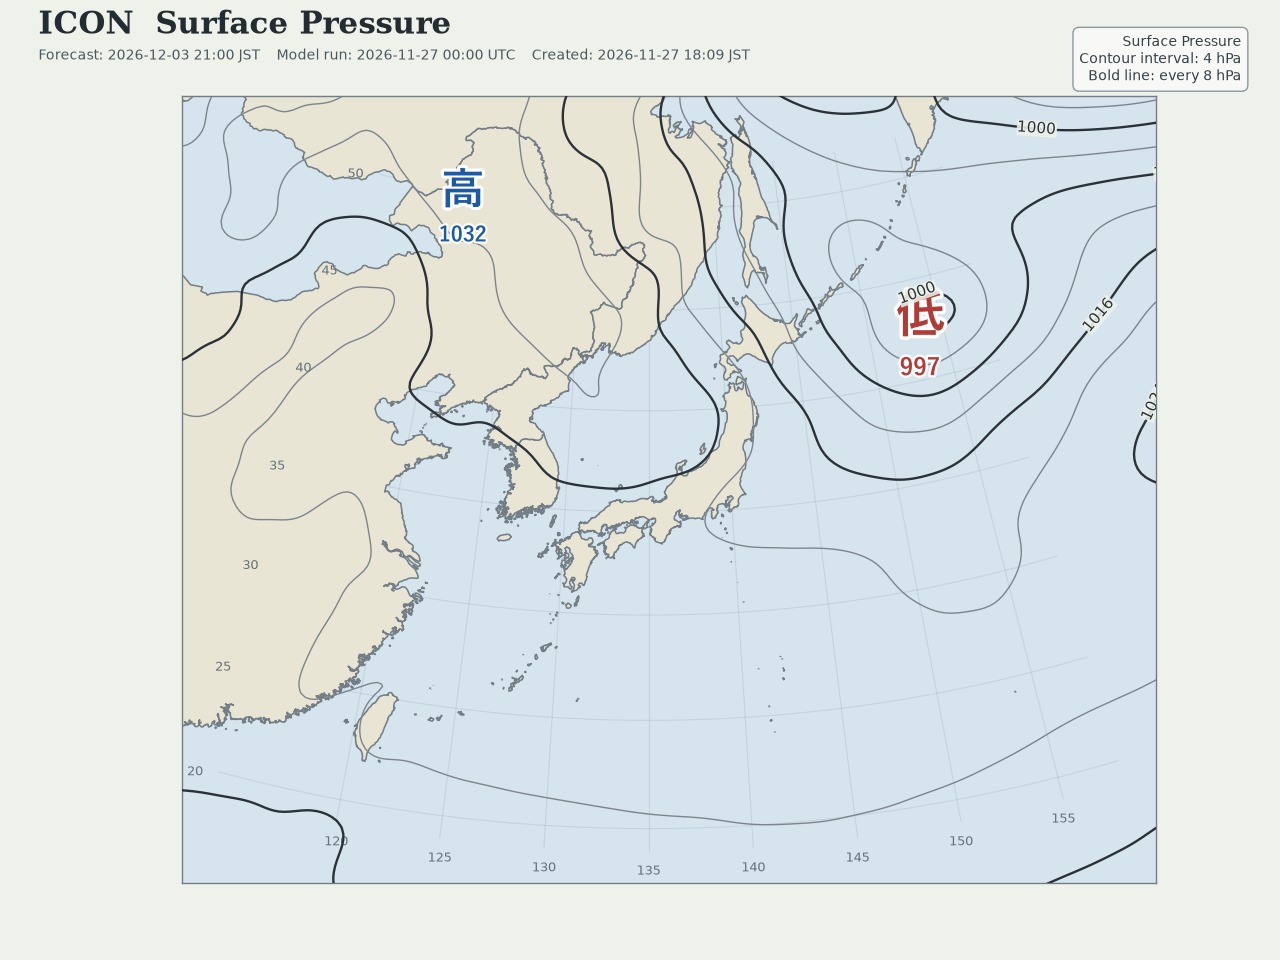 ICON Surface Pressure
Forecast: 2026-12-03 21:00 JST Model run: 2026-11-27 00:00 UTC Created: 2026-11-27 18:09 JST
Surface Pressure
Contour interval: 4 hPa
Bold line: every 8 hPa
1000
50
高
1032
45
1000
低
1016
997
40
35
30
25
20
120
125
130
135
140
145
150
155